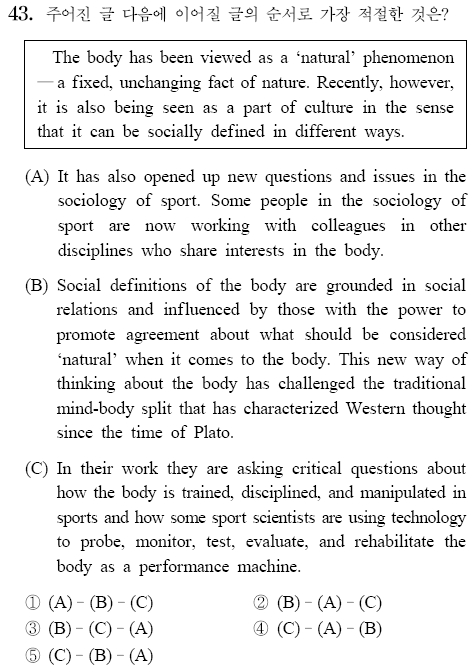 43. 주어진 글 다음에 이어질 글의 순서로 가장 적절한 것은?
The body has been viewed as a ‘natural’ phenomenon
— a fixed, unchanging fact of nature. Recently, however,
it is also being seen as a part of culture in the sense
that it can be socially defined in different ways.
(A) It has also opened up new questions and issues in the
sociology of sport. Some people in the sociology of
sport are now working with colleagues in other
disciplines who share interests in the body.
(B) Social definitions of the body are grounded in social
relations and influenced by those with the power to
promote agreement about what should be considered
‘natural’ when it comes to the body. This new way of
thinking about the body has challenged the traditional
mind-body split that has characterized Western thought
since the time of Plato.
(C) In their work they are asking critical questions about
how the body is trained, disciplined, and manipulated in
sports and how some sport scientists are using technology
to probe, monitor, test, evaluate, and rehabilitate the
body as a performance machine.
① (A) - (B) - (C) ② (B) - (A) - (C)
③ (B) - (C) - (A) ④ (C) - (A) - (B)
⑤ (C) - (B) - (A)